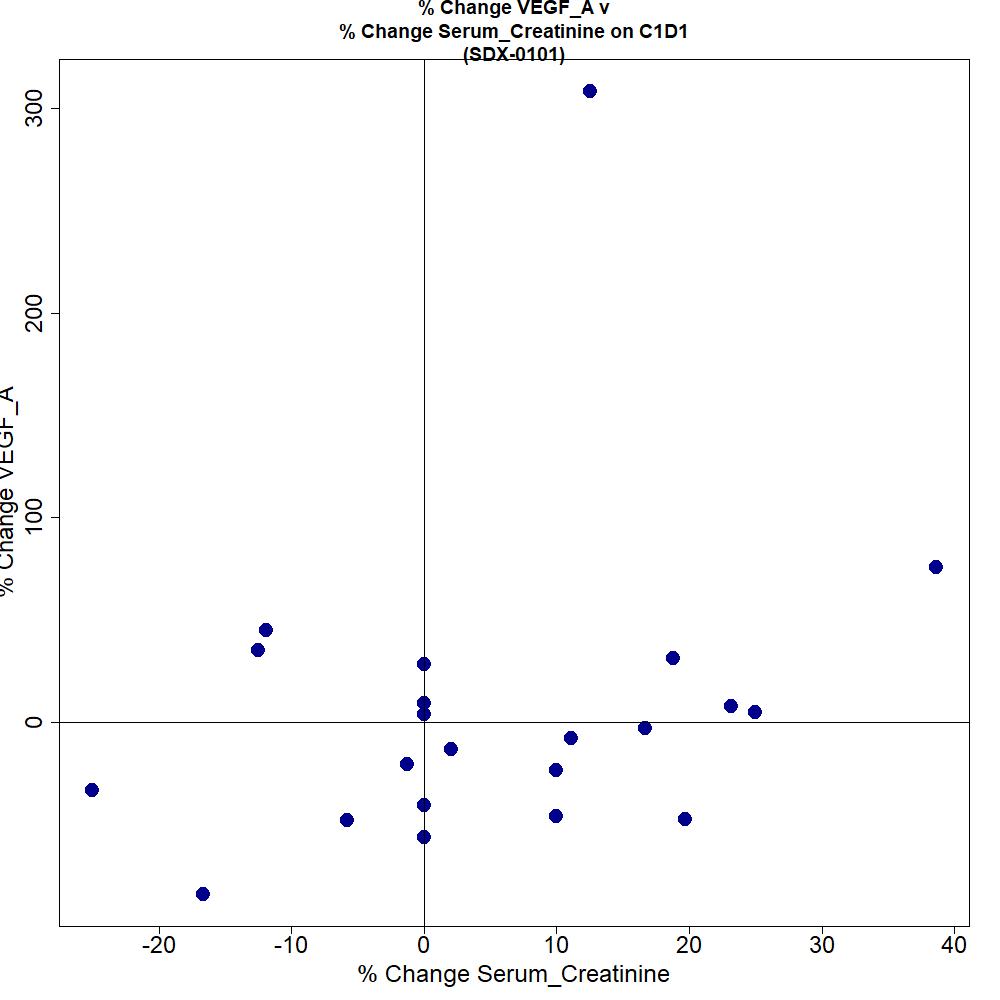 % Change VEGF_A v
% Change Serum_Creatinine on C1D1
(SDX-0101)
% Change VEGF_A
300
200
100
0
-20
-10
0
10
20
30
40
% Change Serum_Creatinine